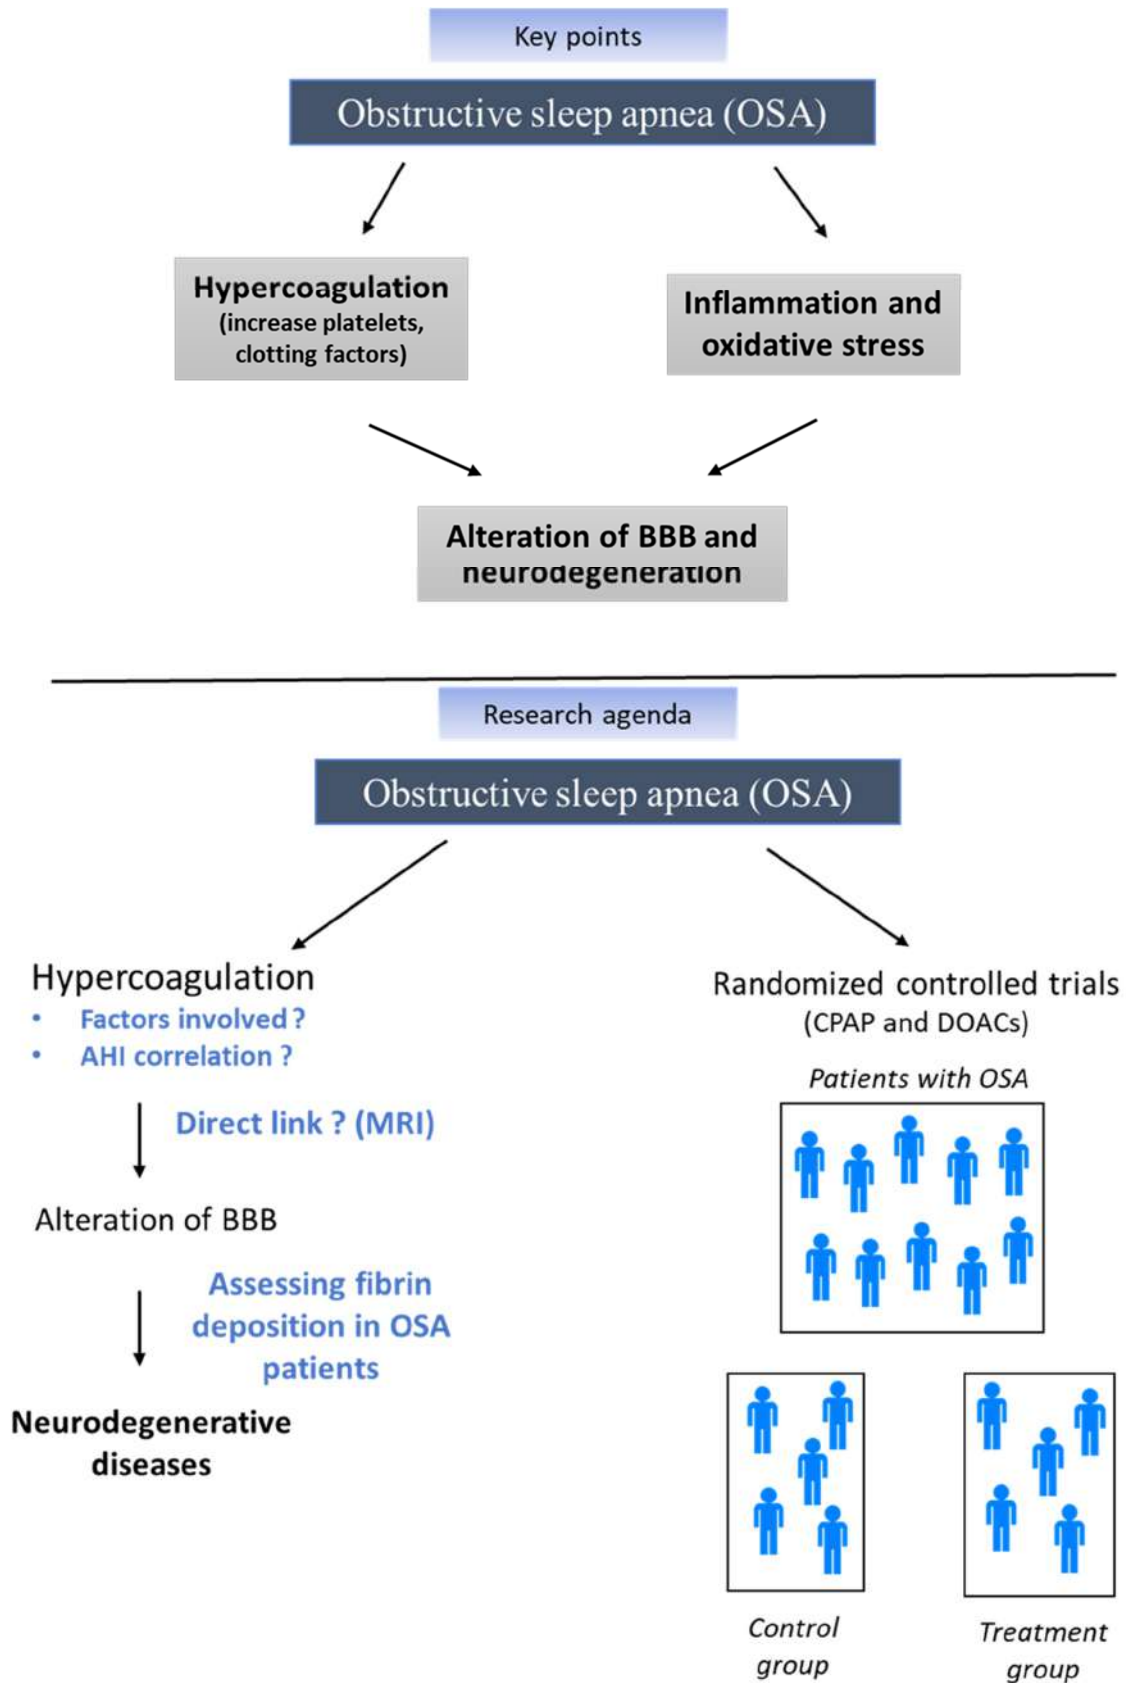 Key points
Obstructive sleep apnea (OSA)
Hypercoagulation
(increase platelets,
clotting factors)
Inflammation and
oxidative stress
Alteration of BBB and
neurodegeneration
Research agenda
Obstructive sleep apnea (OSA)
Hypercoagulation
• Factors involved ?
• AHI correlation ?
Direct link ? (MRI)
Alteration of BBB
Assessing fibrin
deposition in OSA
patients
Neurodegenerative
diseases
Randomized controlled trials
(CPAP and DOACs)
Patients with OSA
Control
group
Treatment
group